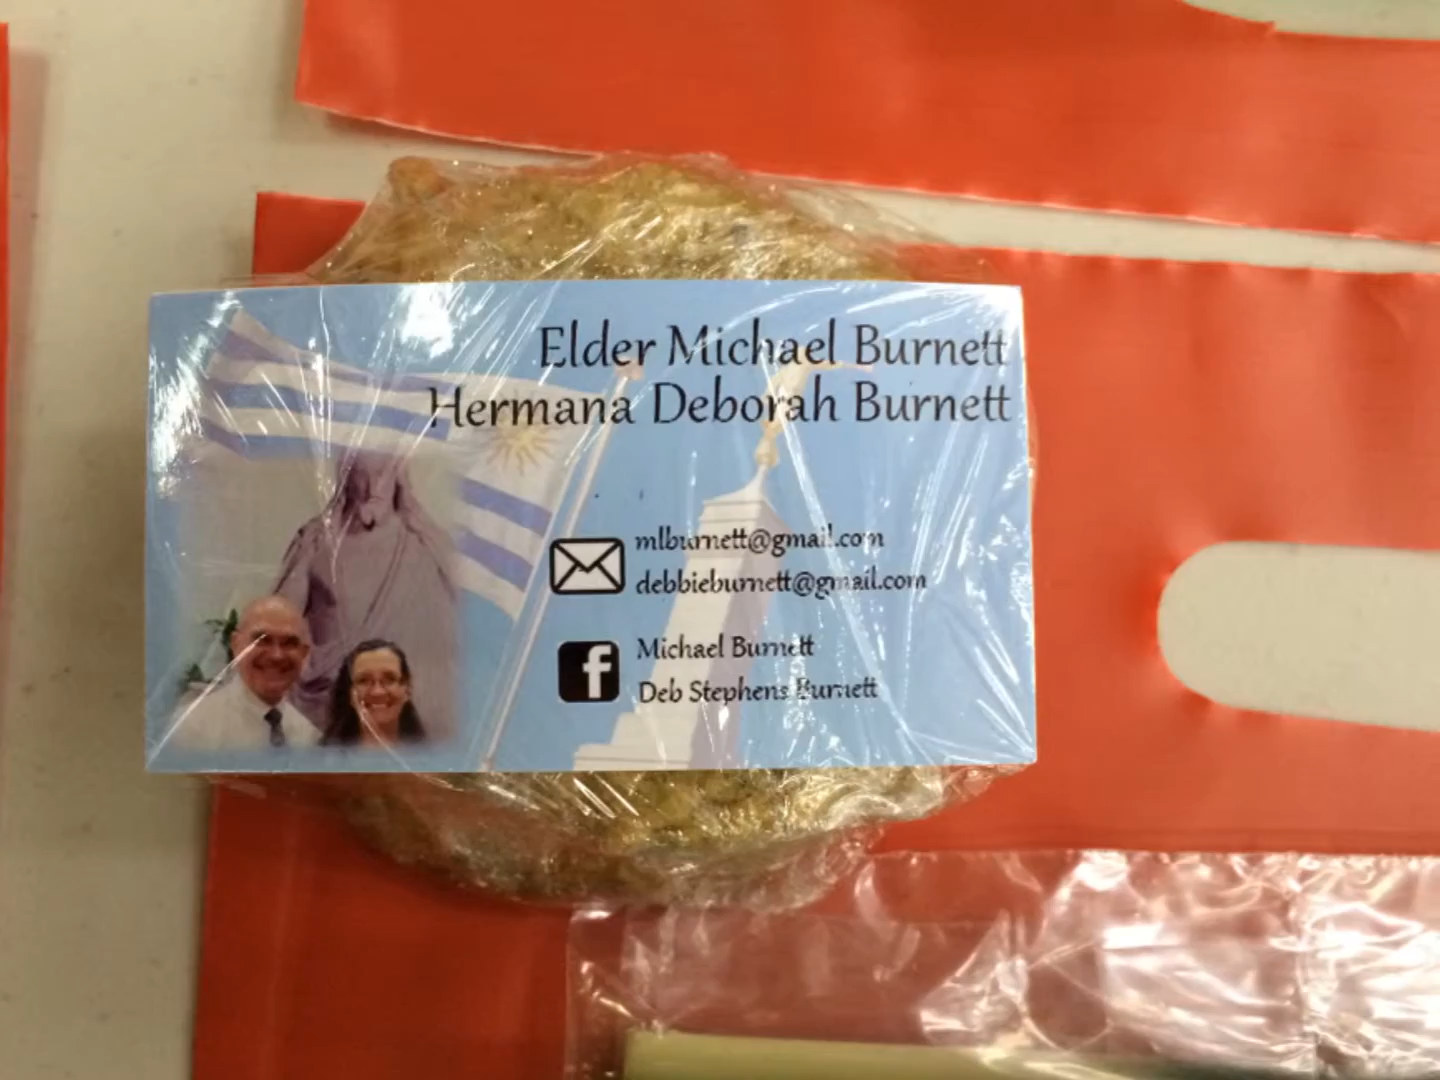 Elder Michael Burnett
Hermana Deborah Burnett
mlburnett@gmail.com
debbieburnett@gmail.com
f
Michael Burnett
Deb Stephens Burnett